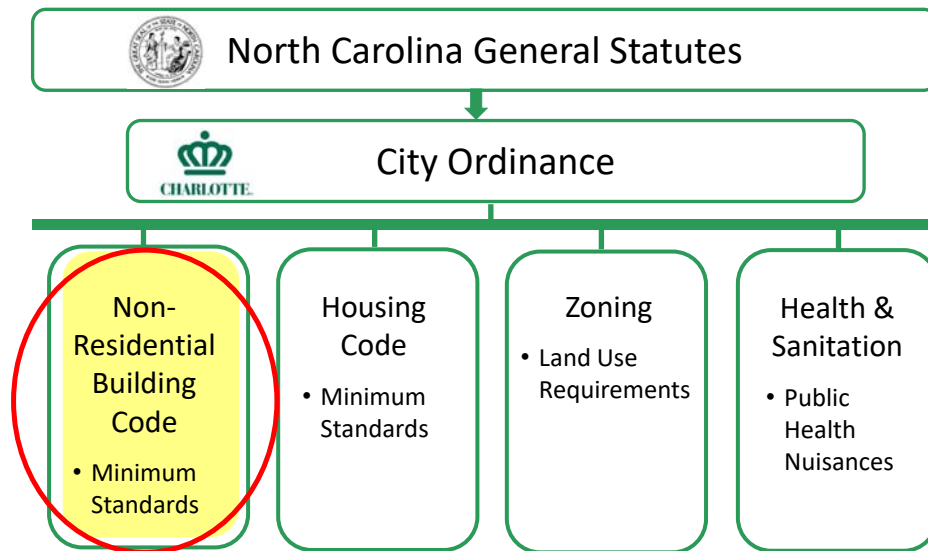 North Carolina General Statutes
City Ordinance
CHARLOTTE.
Non-
Residential
Building
Code
• Minimum
Standards
Housing
Code
• Minimum
Standards
Zoning
• Land Use
Requirements
Health &
Sanitation
• Public
Health
Nuisances